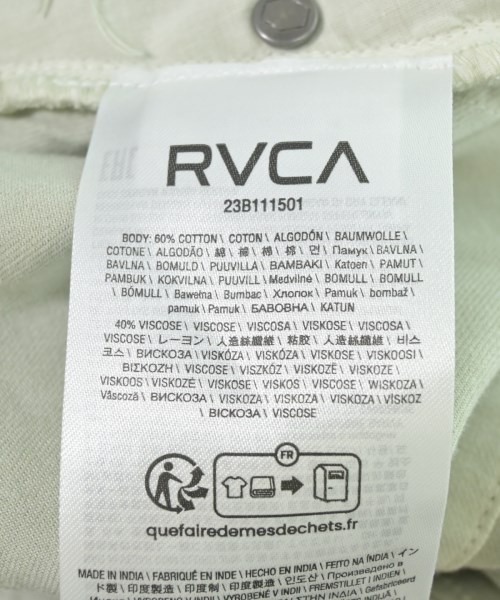 RVCA
23B111501
BODY: 60% COTTON \ COTON \ ALGODÓN \ BAUMWOLLE \
COTONE \ ALGODÃO \ 綿 \ 棉 \ 棉 \ 棉 \ 면 \ Памук \ BAVLNA \
BAVLNA \ BOMULD \ PUUVILLA \ BAMBAKI \ Katoen \ PAMUT \
PAMBUK \ KOKVILNA \ PUUVILL \ Medvilnė \ BOMULL \ BOMULL
\ BÓMULL \ Bawełna \ Bumbac \ Хлопок \ Pamuk \ bombaž \
pamuk \ Pamuk \ БАВОВНА \ KATUN
40% VISCOSE \ VISCOSE \ VISCOSA \ VISKOSE \ VISCOSA \
VISCOSE \ レーヨン \ 人造絲纖維 \ 粘胶 \ 人造絲纖維 \ 비스
코스 \ ВИСКОЗА \ VISKÓZA \ VISKÓZA \ VISKOSE \ VISKOOSI \
ΒΙΣΚΟΖΗ \ VISCOSE \ VISZKÓZ \ VISKOZĒ \ VISKOZE \
VISKOOS \ VISKOZĖ \ VISKOSE \ VISKOS \ VISCOSE \ WISKOZA \
Vâscoză \ ВИСКОЗА \ VISKOZA \ VISKOZA \ VISKOZA \ VISKOZ
\ ВІСКОЗА \ VISCOSE
FR
quefairedemesdechets.fr
MADE IN INDIA \ FABRIQUÉ EN INDE \ HECHO EN INDIA \ FEITO NA ÍNDIA \ イン
ド製 \ 印度製造 \ 印度制 \ 印度製造 \ 인도산 \ Произведено в